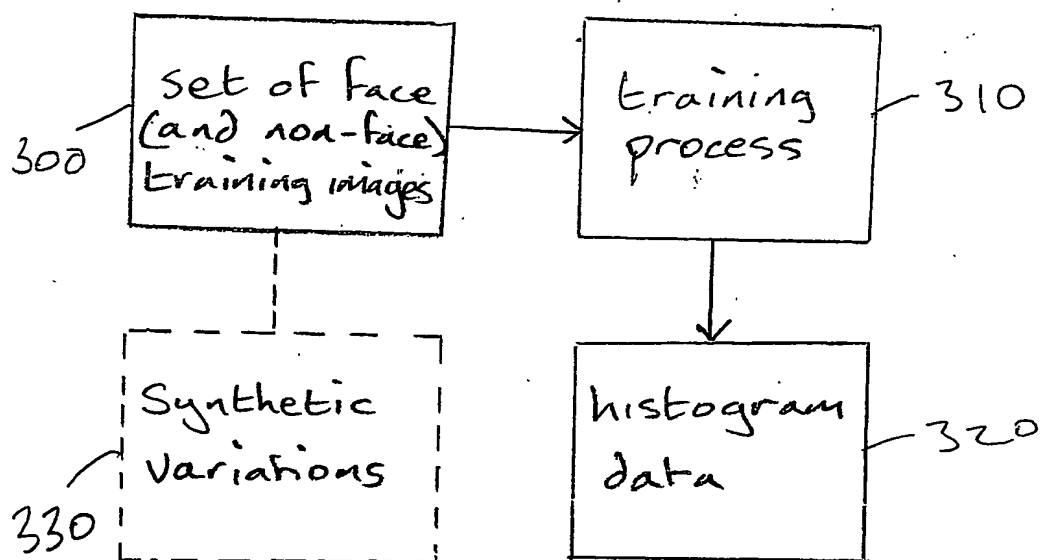 set of face
(and non-face)
training images
300
training
process
310
Synthetic
variations
330
histogram
data
320